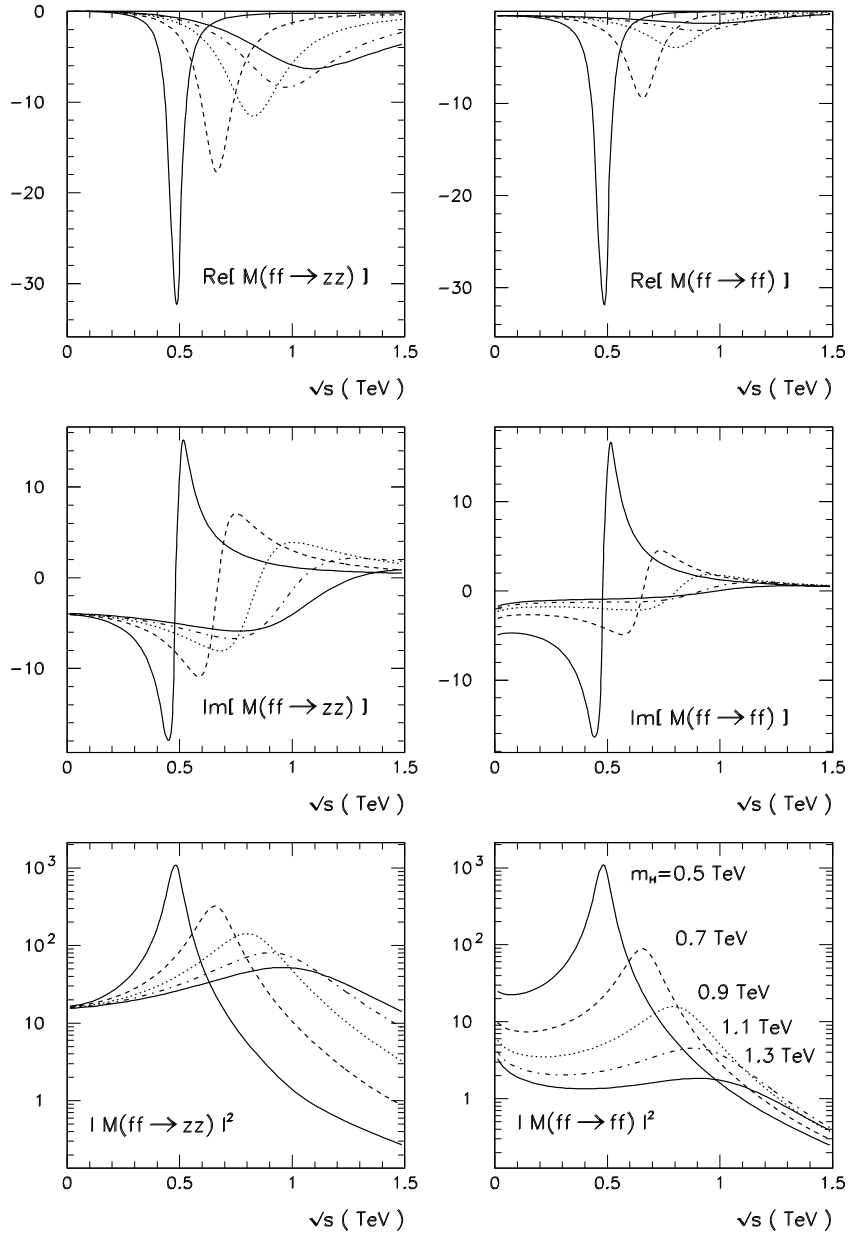 0
−10
−20
−30
Re[ M(ff → zz) ]
0 0.5 1 1.5
√s ( TeV )
0
−10
−20
−30
Re[ M(ff → ff) ]
0 0.5 1 1.5
√s ( TeV )
10
0
−10
Im[ M(ff → zz) ]
0 0.5 1 1.5
√s ( TeV )
10
0
−10
Im[ M(ff → ff) ]
0 0.5 1 1.5
√s ( TeV )
10³
10²
10
1
| M(ff → zz) |²
0 0.5 1 1.5
√s ( TeV )
10³
10²
10
1
m_H=0.5 TeV
0.7 TeV
0.9 TeV
1.1 TeV
1.3 TeV
| M(ff → ff) |²
0 0.5 1 1.5
√s ( TeV )